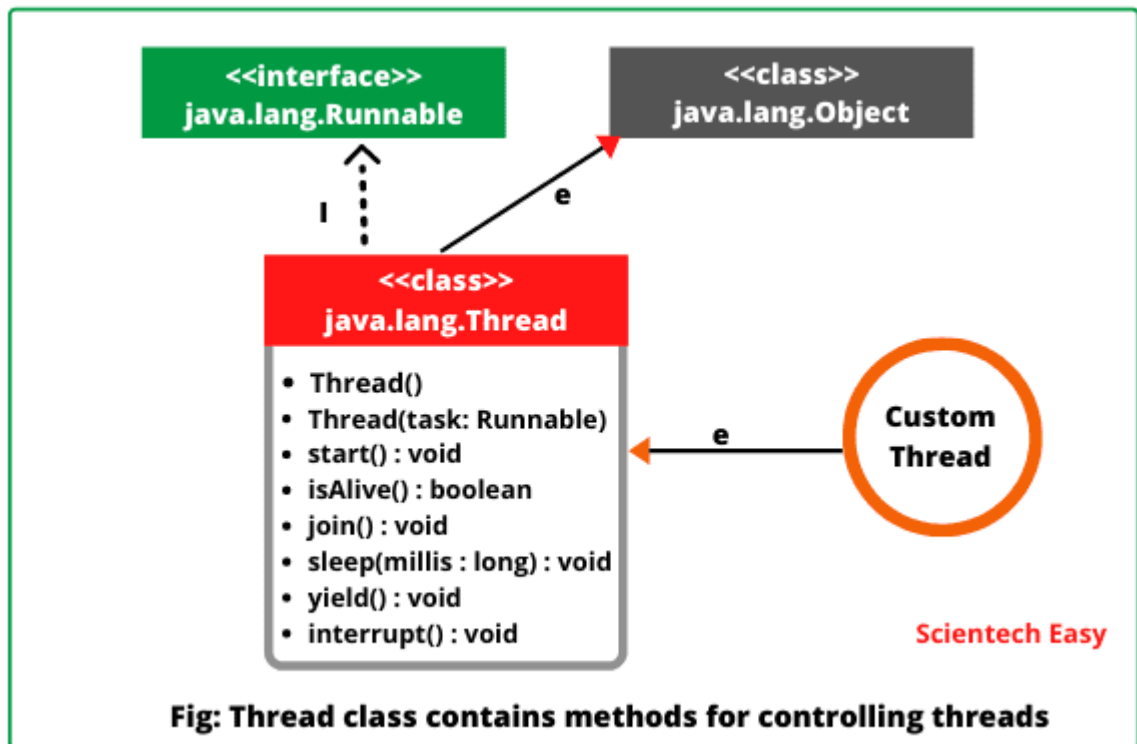 <<interface>>
java.lang.Runnable
<<class>>
java.lang.Object
I
e
<<class>>
java.lang.Thread
• Thread()
• Thread(task: Runnable)
• start() : void
• isAlive() : boolean
• join() : void
• sleep(millis : long) : void
• yield() : void
• interrupt() : void
e
Custom
Thread
Scientech Easy
Fig: Thread class contains methods for controlling threads